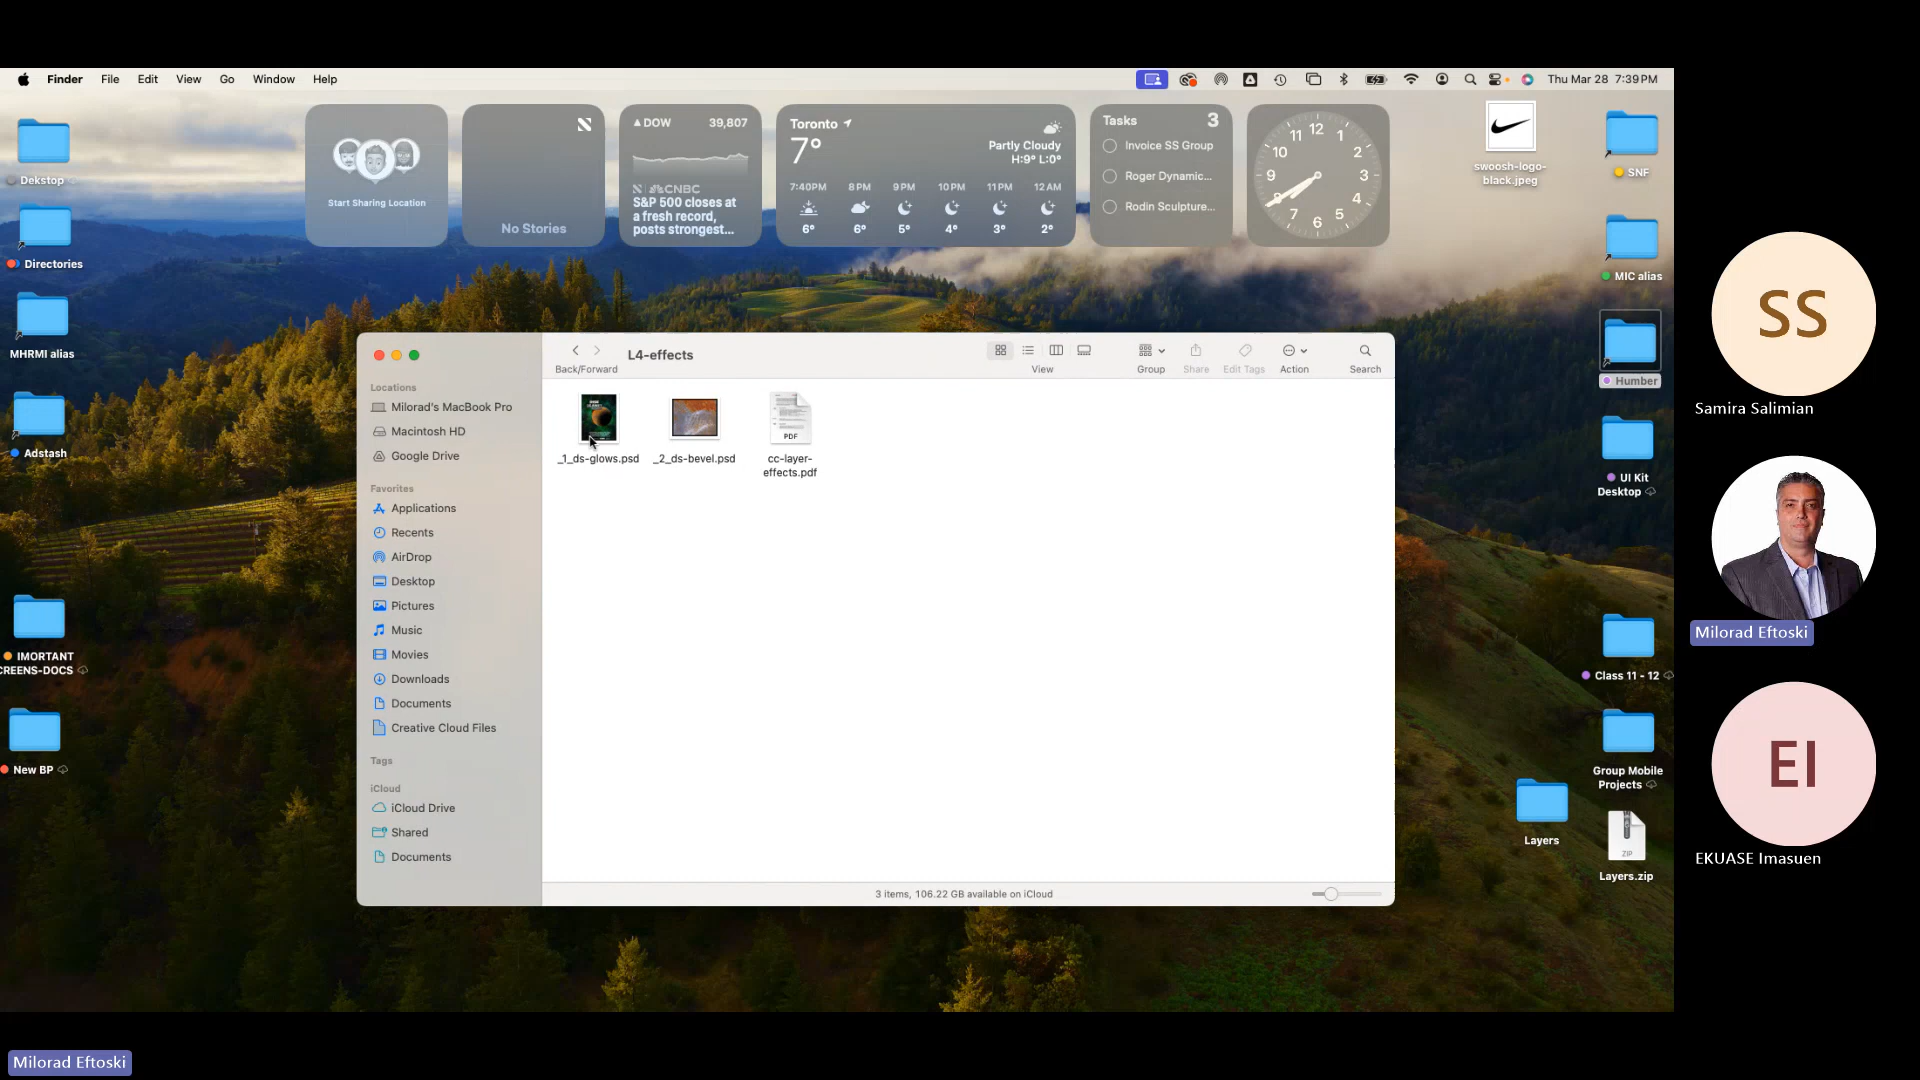 Finder File Edit View Go Window Help
Thu Mar 28 7:39 PM
Start Sharing Location
No Stories
▲DOW 39,807
CNBC
S&P 500 closes at
a fresh record,
posts strongest...
Toronto
7°
Partly Cloudy
H:9° L:0°
7:40PM 8PM 9PM 10PM 11PM 12AM
6° 6° 5° 4° 3° 2°
Tasks 3
Invoice SS Group
Roger Dynamic...
Rodin Sculpture...
12 1 2 3 4 5 6 7 8 9 10 11
swoosh-logo-
black.jpeg
SNF
MIC alias
Humber
UI Kit
Desktop
Class 11 - 12
Group Mobile
Projects
Layers
ZIP
Layers.zip
Dekstop
Directories
MHRMI alias
Adstash
IMORTANT
CREENS-DOCS
New BP
L4-effects
Back/Forward
View
Group
Share
Edit Tags
Action
Search
Locations
Milorad's MacBook Pro
Macintosh HD
Google Drive
Favorites
Applications
Recents
AirDrop
Desktop
Pictures
Music
Movies
Downloads
Documents
Creative Cloud Files
Tags
iCloud
iCloud Drive
Shared
Documents
_1_ds-glows.psd
_2_ds-bevel.psd
PDF
cc-layer-
effects.pdf
3 items, 106.22 GB available on iCloud
SS
Samira Salimian
Milorad Eftoski
EI
EKUASE Imasuen
Milorad Eftoski